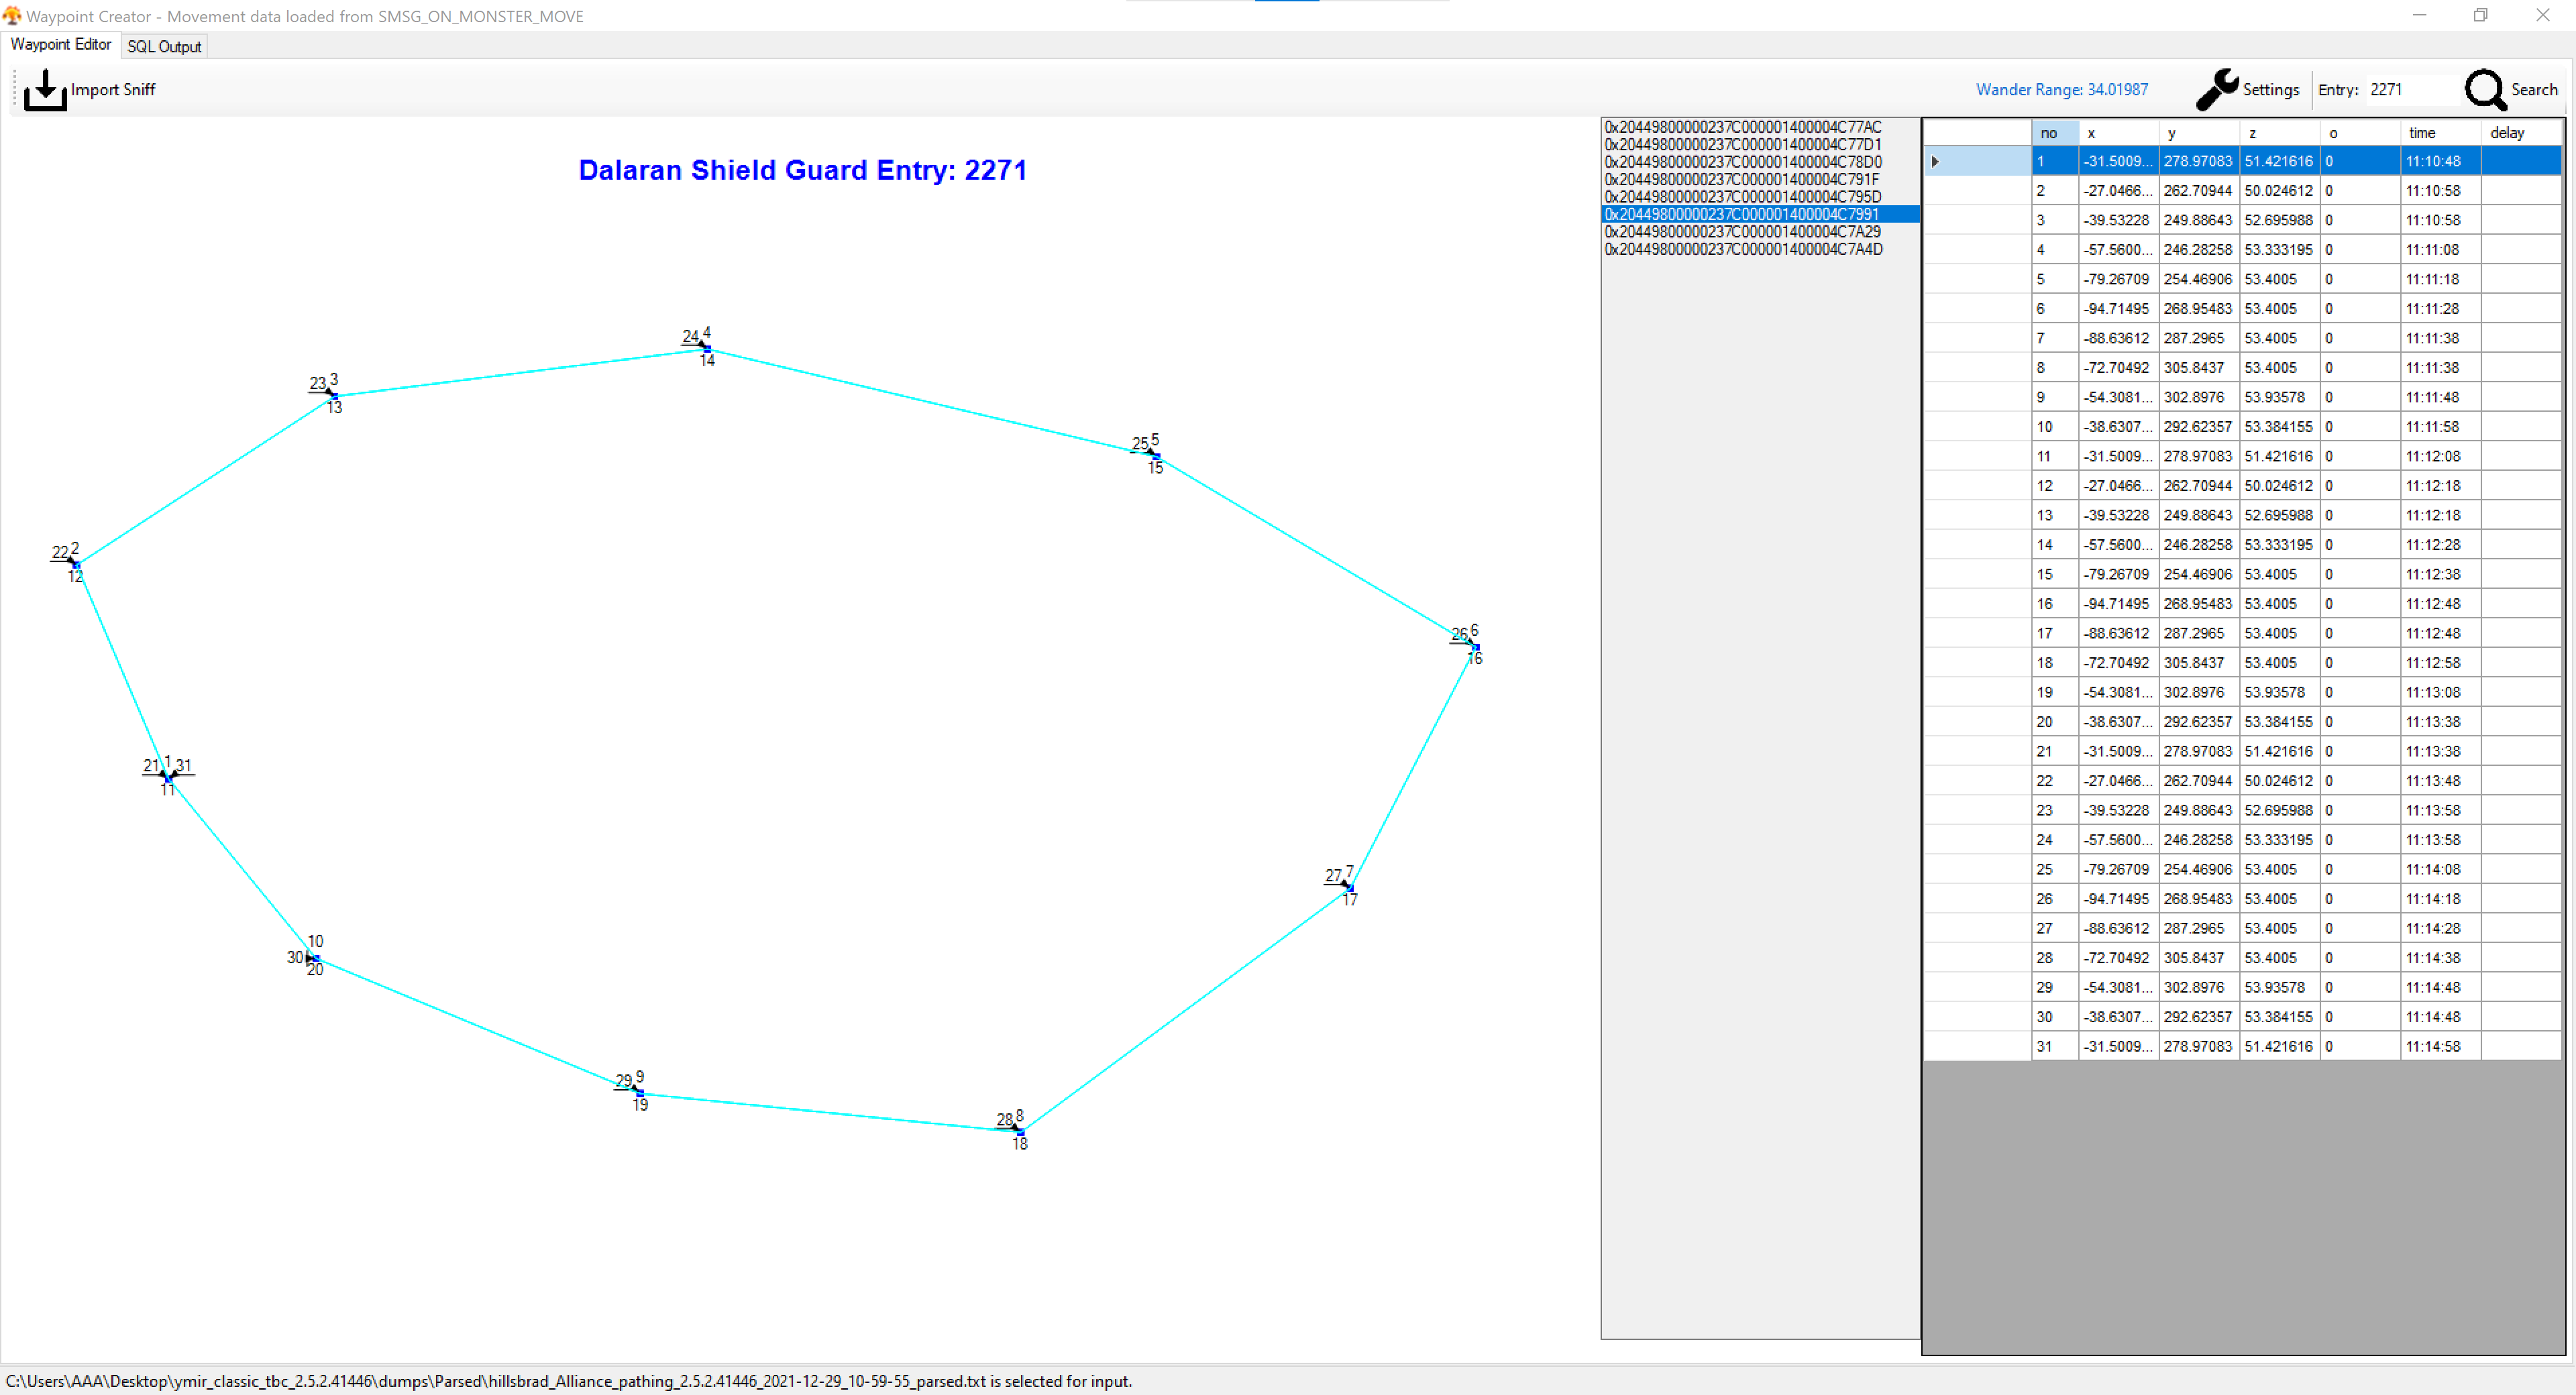 Waypoint Creator - Movement data loaded from SMSG_ON_MONSTER_MOVE
Waypoint Editor SQL Output
Import Sniff Wander Range: 34.01987 Settings Entry: 2271 Search
Dalaran Shield Guard Entry: 2271
24 4
14
23 3
13
25 5
15
22 2
12
26 6
16
21 1 31
11
27 7
17
10
30
20
29 9
19
28 8
18
0x20449800000237C000001400004C77AC
0x20449800000237C000001400004C77D1
0x20449800000237C000001400004C78D0
0x20449800000237C000001400004C791F
0x20449800000237C000001400004C795D
0x20449800000237C000001400004C7991
0x20449800000237C000001400004C7A29
0x20449800000237C000001400004C7A4D
no x y z o time delay
1 -31.5009... 278.97083 51.421616 0 11:10:48
2 -27.0466... 262.70944 50.024612 0 11:10:58
3 -39.53228 249.88643 52.695988 0 11:10:58
4 -57.5600... 246.28258 53.333195 0 11:11:08
5 -79.26709 254.46906 53.4005 0 11:11:18
6 -94.71495 268.95483 53.4005 0 11:11:28
7 -88.63612 287.2965 53.4005 0 11:11:38
8 -72.70492 305.8437 53.4005 0 11:11:38
9 -54.3081... 302.8976 53.93578 0 11:11:48
10 -38.6307... 292.62357 53.384155 0 11:11:58
11 -31.5009... 278.97083 51.421616 0 11:12:08
12 -27.0466... 262.70944 50.024612 0 11:12:18
13 -39.53228 249.88643 52.695988 0 11:12:18
14 -57.5600... 246.28258 53.333195 0 11:12:28
15 -79.26709 254.46906 53.4005 0 11:12:38
16 -94.71495 268.95483 53.4005 0 11:12:48
17 -88.63612 287.2965 53.4005 0 11:12:48
18 -72.70492 305.8437 53.4005 0 11:12:58
19 -54.3081... 302.8976 53.93578 0 11:13:08
20 -38.6307... 292.62357 53.384155 0 11:13:38
21 -31.5009... 278.97083 51.421616 0 11:13:38
22 -27.0466... 262.70944 50.024612 0 11:13:48
23 -39.53228 249.88643 52.695988 0 11:13:58
24 -57.5600... 246.28258 53.333195 0 11:13:58
25 -79.26709 254.46906 53.4005 0 11:14:08
26 -94.71495 268.95483 53.4005 0 11:14:18
27 -88.63612 287.2965 53.4005 0 11:14:28
28 -72.70492 305.8437 53.4005 0 11:14:38
29 -54.3081... 302.8976 53.93578 0 11:14:48
30 -38.6307... 292.62357 53.384155 0 11:14:48
31 -31.5009... 278.97083 51.421616 0 11:14:58
C:\Users\AAA\Desktop\ymir_classic_tbc_2.5.2.41446\dumps\Parsed\hillsbrad_Alliance_pathing_2.5.2.41446_2021-12-29_10-59-55_parsed.txt is selected for input.